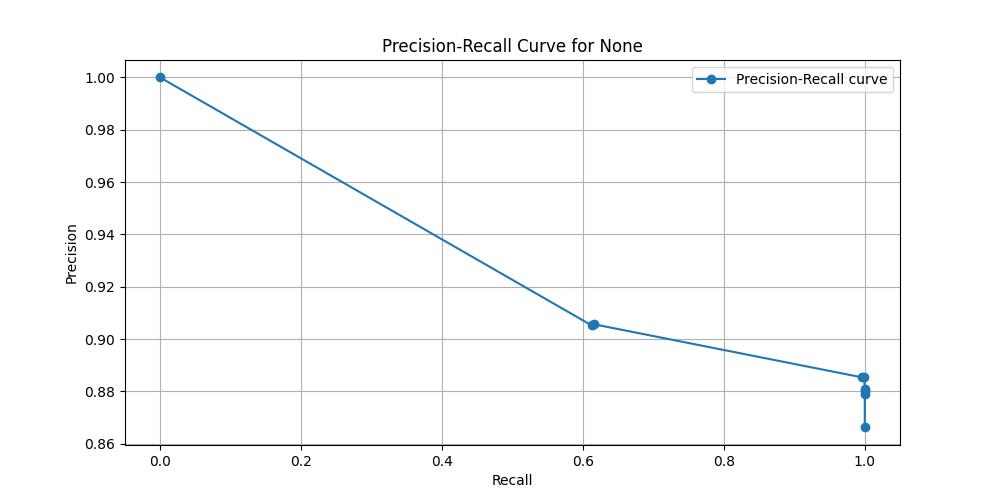 Precision-Recall Curve for None
Precision-Recall curve
Precision
1.00
0.98
0.96
0.94
0.92
0.90
0.88
0.86
0.0 0.2 0.4 0.6 0.8 1.0
Recall